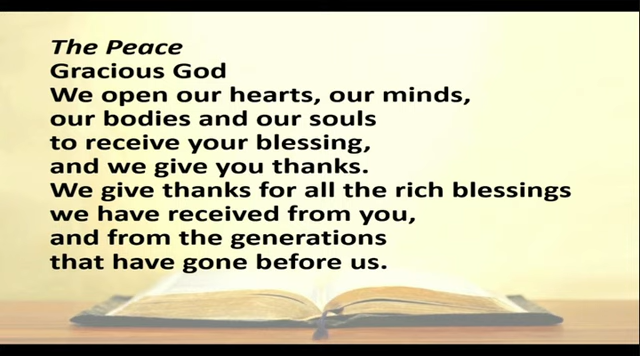 The Peace
Gracious God
We open our hearts, our minds,
our bodies and our souls
to receive your blessing,
and we give you thanks.
We give thanks for all the rich blessings
we have received from you,
and from the generations
that have gone before us.